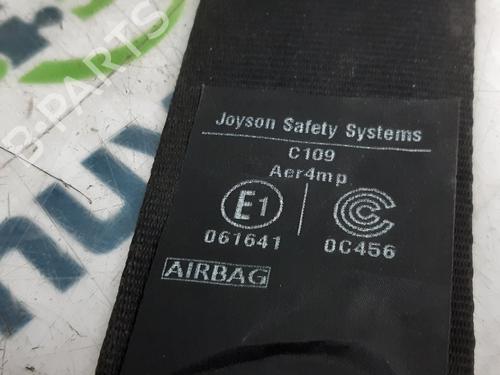 Joyson Safety Systems
C109
Aer4mp
E1
061641
0C456
AIRBAG